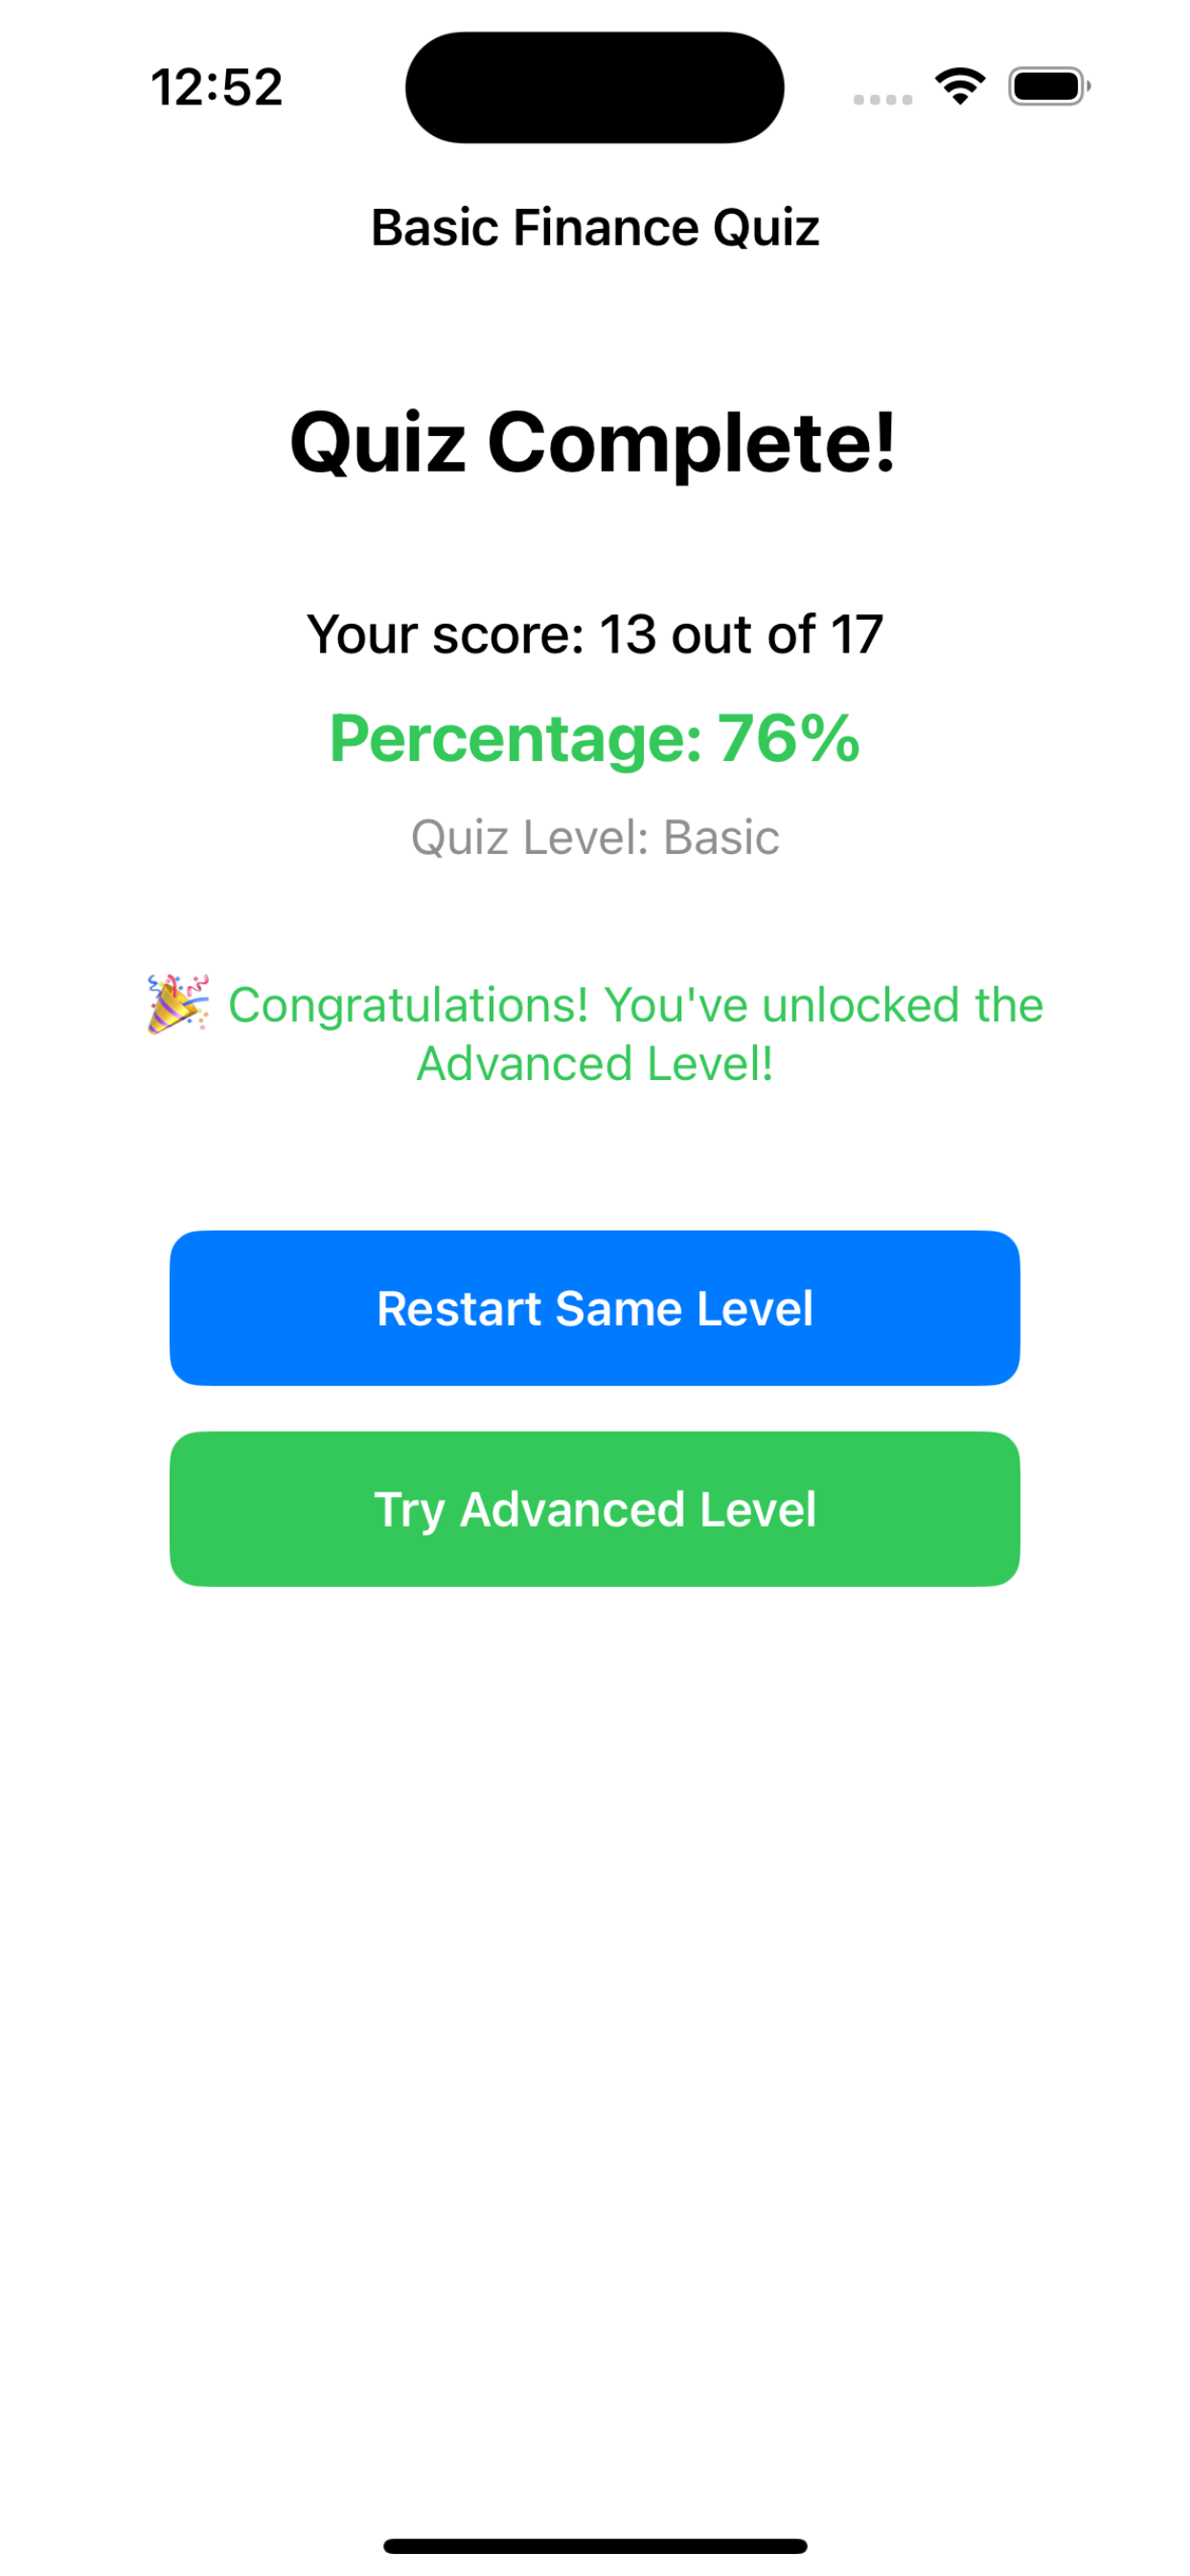 12:52
Basic Finance Quiz
Quiz Complete!
Your score: 13 out of 17
Percentage: 76%
Quiz Level: Basic
🎉 Congratulations! You've unlocked the
Advanced Level!
Restart Same Level
Try Advanced Level